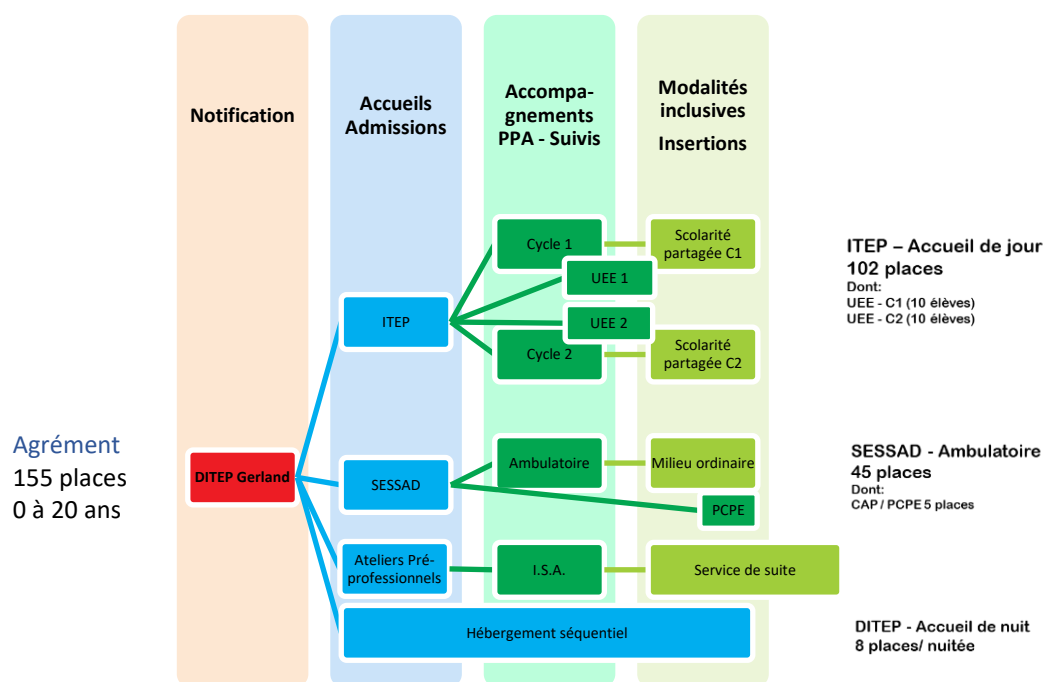 Notification
Accueils
Admissions
Accompa-
gnements
PPA - Suivis
Modalités
inclusives
Insertions
Agrément
155 places
0 à 20 ans
DITEP Gerland
ITEP
Cycle 1
UEE 1
UEE 2
Cycle 2
Scolarité
partagée C1
Scolarité
partagée C2
ITEP – Accueil de jour
102 places
Dont:
UEE - C1 (10 élèves)
UEE - C2 (10 élèves)
SESSAD
Ambulatoire
Milieu ordinaire
PCPE
SESSAD - Ambulatoire
45 places
Dont:
CAP / PCPE 5 places
Ateliers Pré-
professionnels
I.S.A.
Service de suite
Hébergement séquentiel
DITEP - Accueil de nuit
8 places/ nuitée